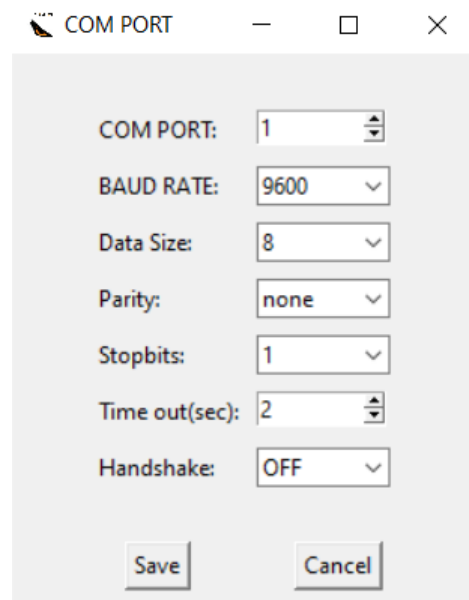 COM PORT
COM PORT: 1
BAUD RATE: 9600
Data Size: 8
Parity: none
Stopbits: 1
Time out(sec): 2
Handshake: OFF
Save Cancel